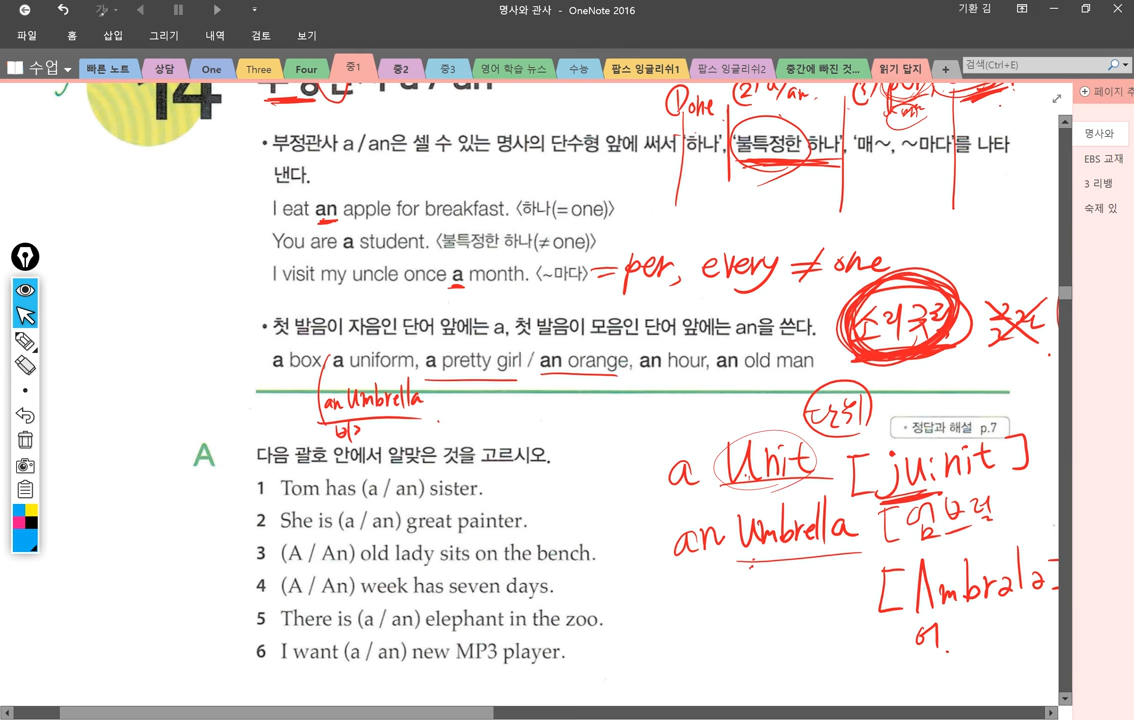 명사와 관사 - OneNote 2016
기환 김
파일 홈 삽입 그리기 내역 검토 보기
수업 빠른 노트 상담 One Three Four 중1 중2 중3 영어 학습 뉴스 수능 팝스 잉글리쉬1 팝스 잉글리쉬2 중간에 빠진 것... 읽기 답지 + 검색(Ctrl+E)
페이지 추
명사와
EBS 교재
3 리뱅
숙제 있
14
a / an
① one ② a/an
• 부정관사 a / an은 셀 수 있는 명사의 단수형 앞에 써서 '하나', '불특정한 하나', '매~, ~마다'를 나타
낸다.
I eat an apple for breakfast. 〈하나(= one)〉
You are a student. 〈불특정한 하나(≠ one)〉
I visit my uncle once a month. 〈~마다〉 = per, every ≠ one
소리 규칙
• 첫 발음이 자음인 단어 앞에는 a, 첫 발음이 모음인 단어 앞에는 an을 쓴다.
a box, a uniform, a pretty girl / an orange, an hour, an old man
an Umbrella
단위
• 정답과 해설 p.7
a Unit [juinit]
an Umbrella [엄브렐
[ʌmbrala]
어.
A 다음 괄호 안에서 알맞은 것을 고르시오.
1 Tom has (a / an) sister.
2 She is (a / an) great painter.
3 (A / An) old lady sits on the bench.
4 (A / An) week has seven days.
5 There is (a / an) elephant in the zoo.
6 I want (a / an) new MP3 player.